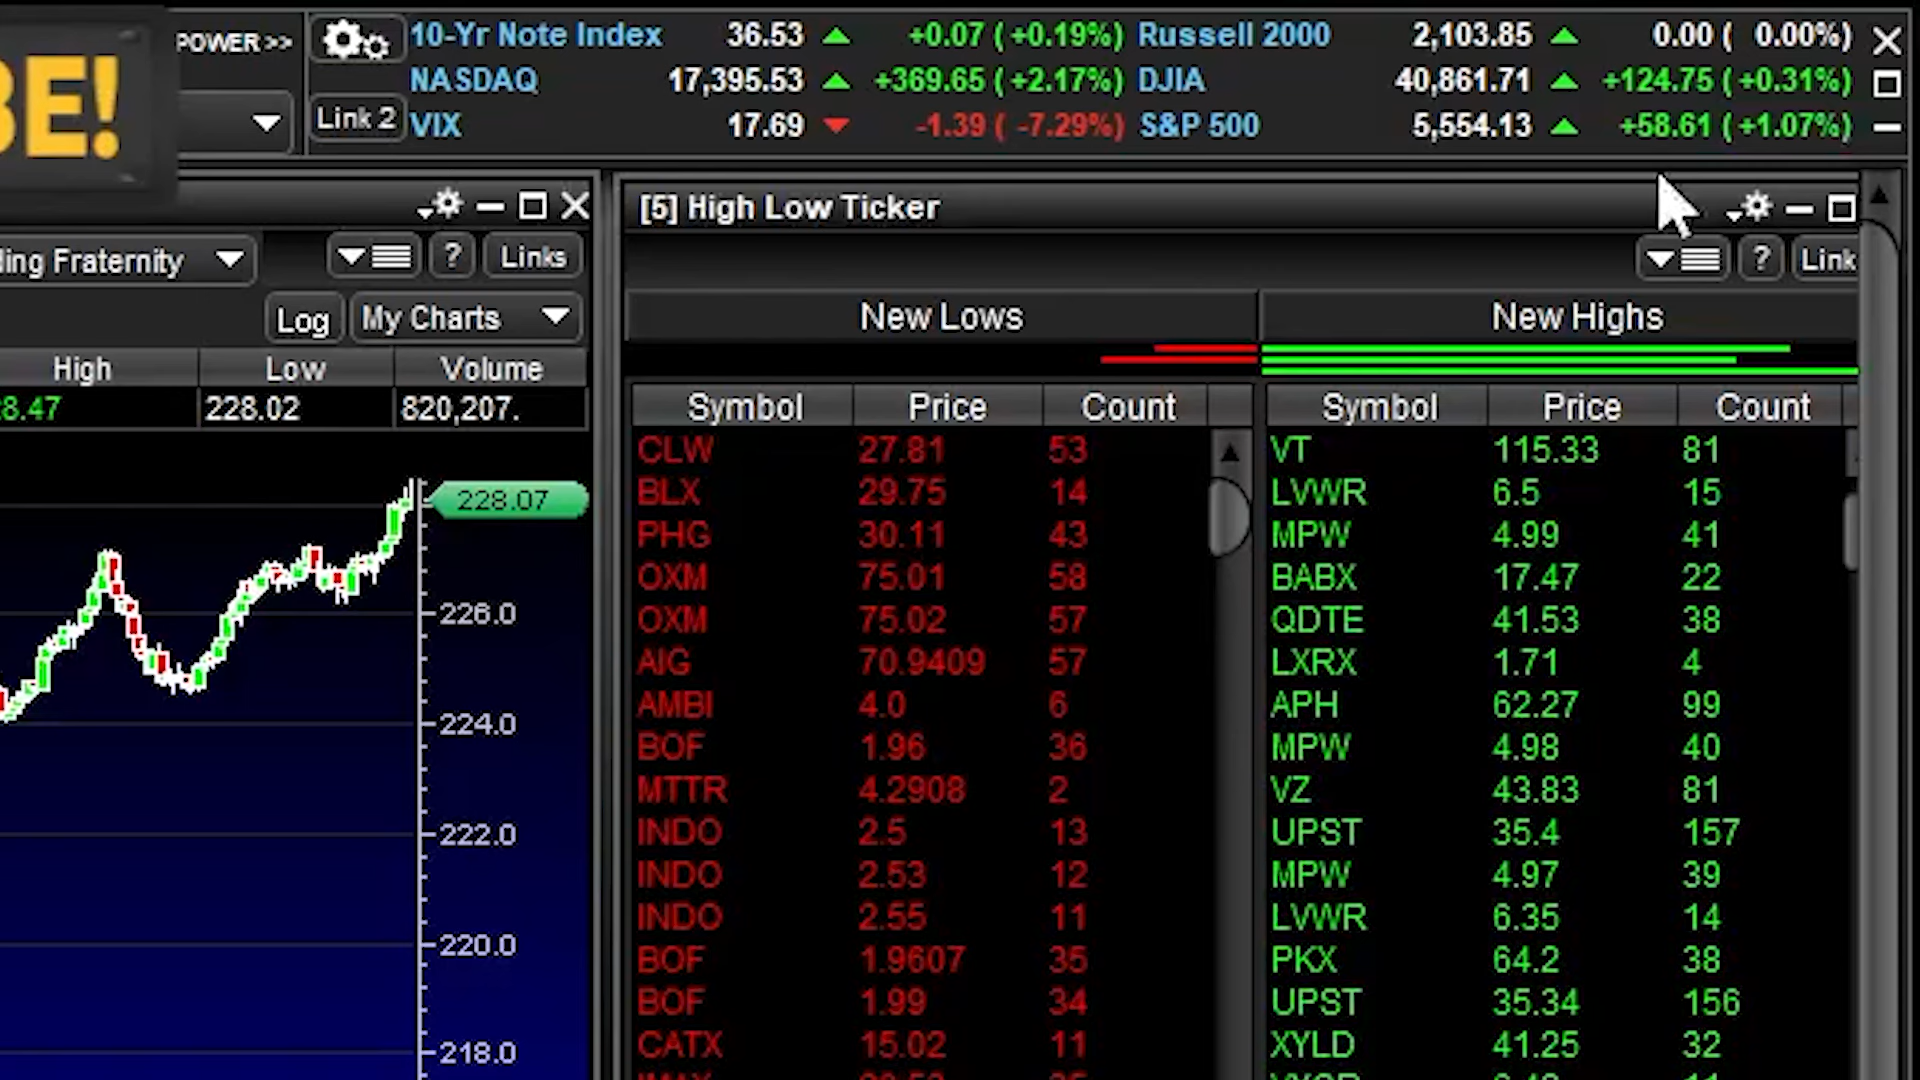 BE!
POWER >>
Link 2
10-Yr Note Index 36.53 +0.07 ( +0.19%) Russell 2000 2,103.85 0.00 ( 0.00%)
NASDAQ 17,395.53 +369.65 ( +2.17%) DJIA 40,861.71 +124.75 ( +0.31%)
VIX 17.69 -1.39 ( -7.29%) S&P 500 5,554.13 +58.61 ( +1.07%)
ding Fraternity ? Links
Log My Charts
High Low Volume
8.47 228.02 820,207.
228.07
226.0
224.0
222.0
220.0
218.0
[5] High Low Ticker
? Link
New Lows New Highs
Symbol Price Count Symbol Price Count
CLW 27.81 53 VT 115.33 81
BLX 29.75 14 LVWR 6.5 15
PHG 30.11 43 MPW 4.99 41
OXM 75.01 58 BABX 17.47 22
OXM 75.02 57 QDTE 41.53 38
AIG 70.9409 57 LXRX 1.71 4
AMBI 4.0 6 APH 62.27 99
BOF 1.96 36 MPW 4.98 40
MTTR 4.2908 2 VZ 43.83 81
INDO 2.5 13 UPST 35.4 157
INDO 2.53 12 MPW 4.97 39
INDO 2.55 11 LVWR 6.35 14
BOF 1.9607 35 PKX 64.2 38
BOF 1.99 34 UPST 35.34 156
CATX 15.02 11 XYLD 41.25 32